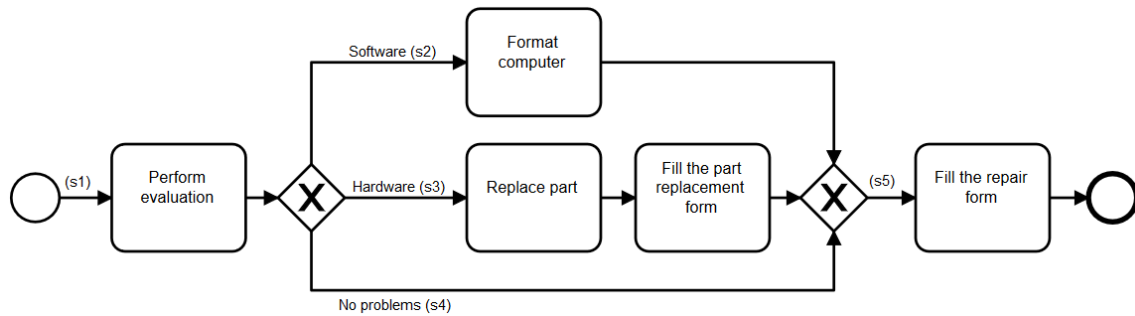 Software (s2)
Format
computer
(s1)
Perform
evaluation
X
Hardware (s3)
Replace part
Fill the part
replacement
form
X
(s5)
Fill the repair
form
No problems (s4)